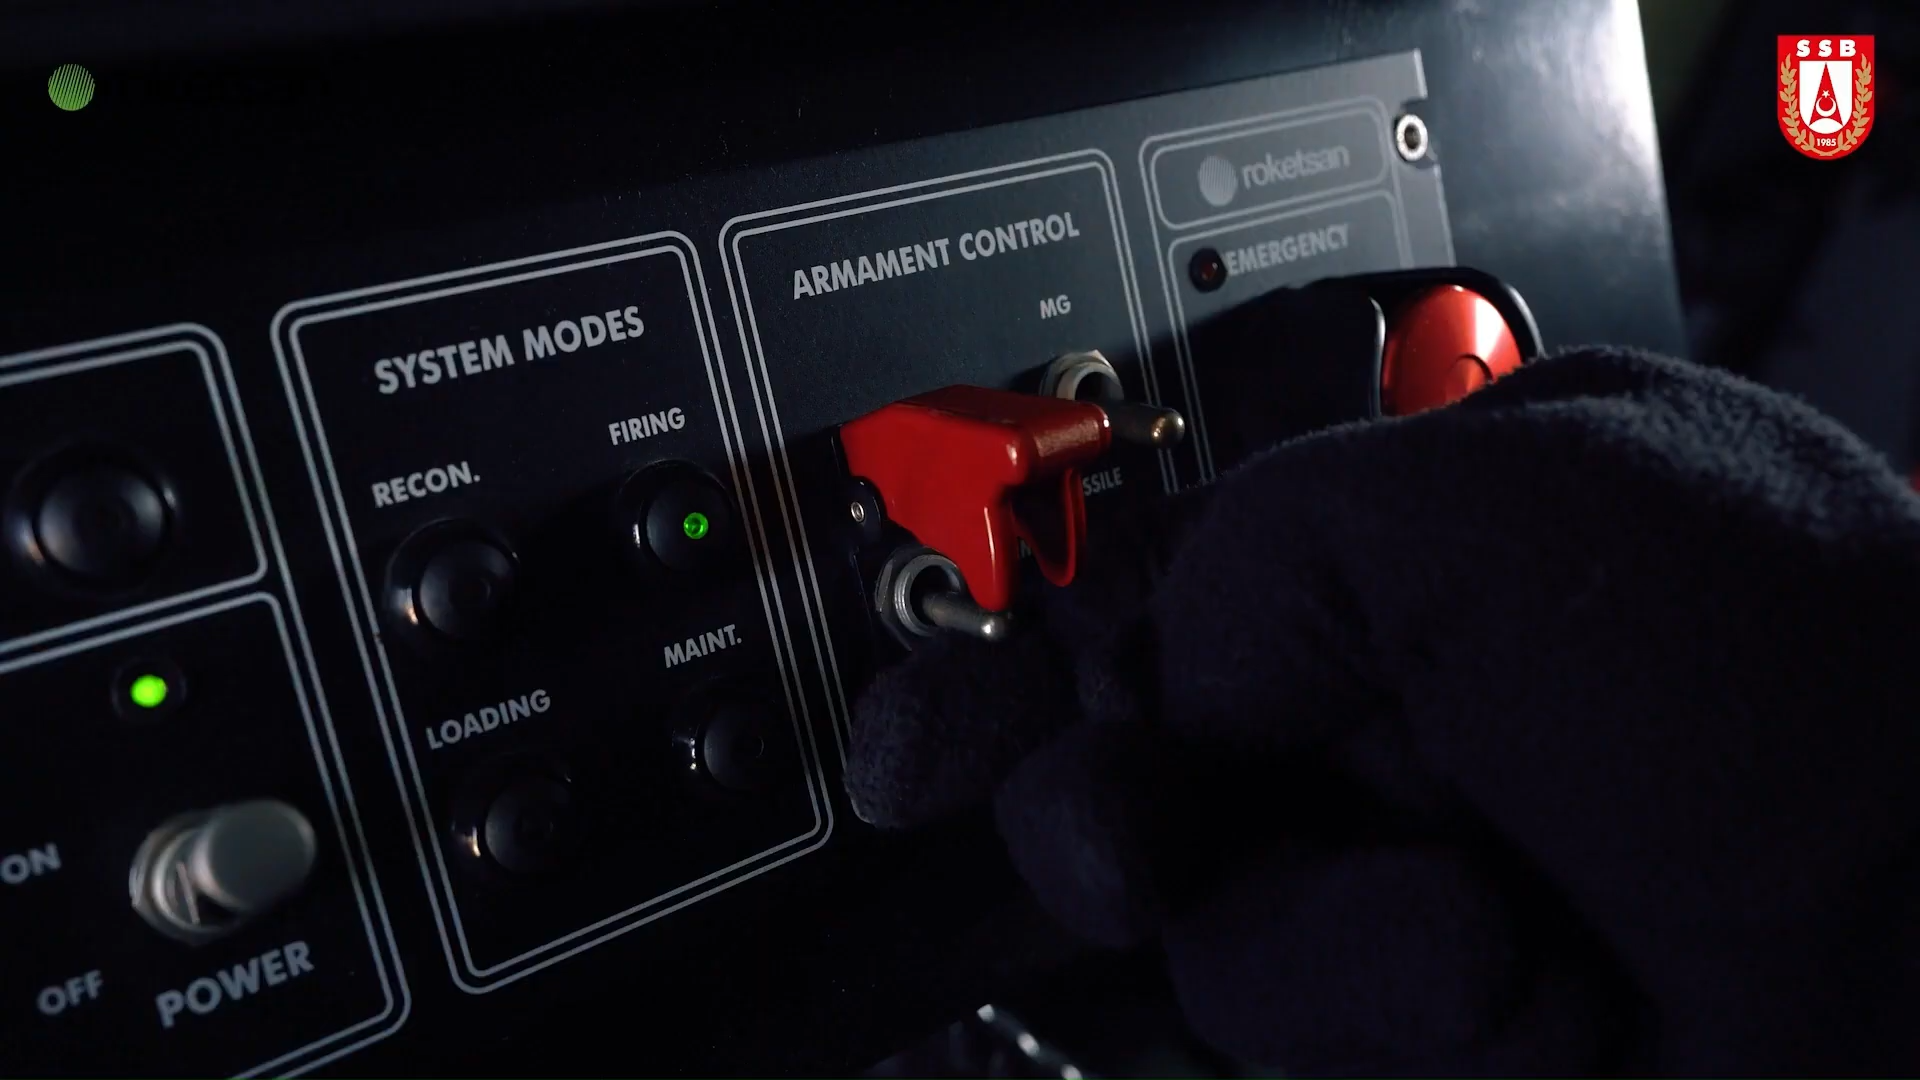 SSB
1985
roketsan
EMERGENCY
ARMAMENT CONTROL
MG
SYSTEM MODES
FIRING
RECON.
MAINT.
LOADING
ON
OFF
POWER